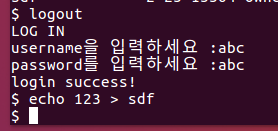 $ logout
LOG IN
username을 입력하세요 :abc
password를 입력하세요 :abc
login success!
$ echo 123 > sdf
$